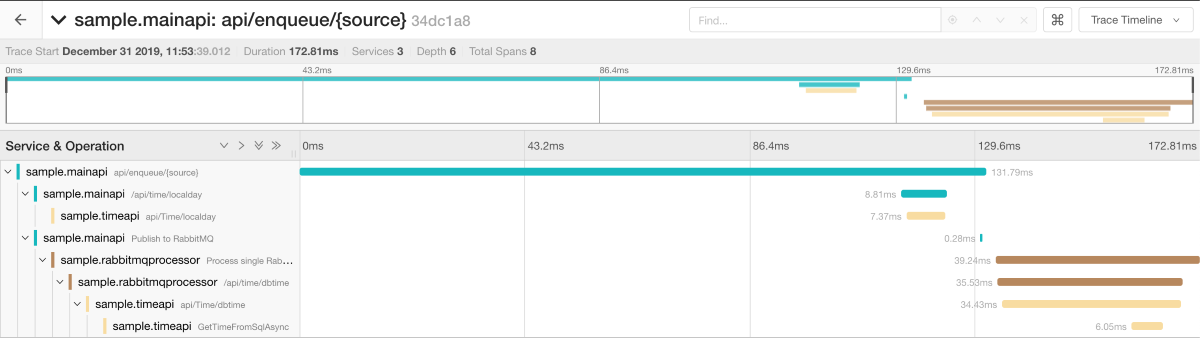 sample.mainapi: api/enqueue/{source} 34dc1a8
Find...
⌘
Trace Timeline
Trace Start December 31 2019, 11:53:39.012 Duration 172.81ms Services 3 Depth 6 Total Spans 8
0ms 43.2ms 86.4ms 129.6ms 172.81ms
Service & Operation 0ms 43.2ms 86.4ms 129.6ms 172.81ms
sample.mainapi api/enqueue/{source} 131.79ms
sample.mainapi /api/time/localday 8.81ms
sample.timeapi api/Time/localday 7.37ms
sample.mainapi Publish to RabbitMQ 0.28ms
sample.rabbitmqprocessor Process single Rab… 39.24ms
sample.rabbitmqprocessor /api/time/dbtime 35.53ms
sample.timeapi api/Time/dbtime 34.43ms
sample.timeapi GetTimeFromSqlAsync 6.05ms